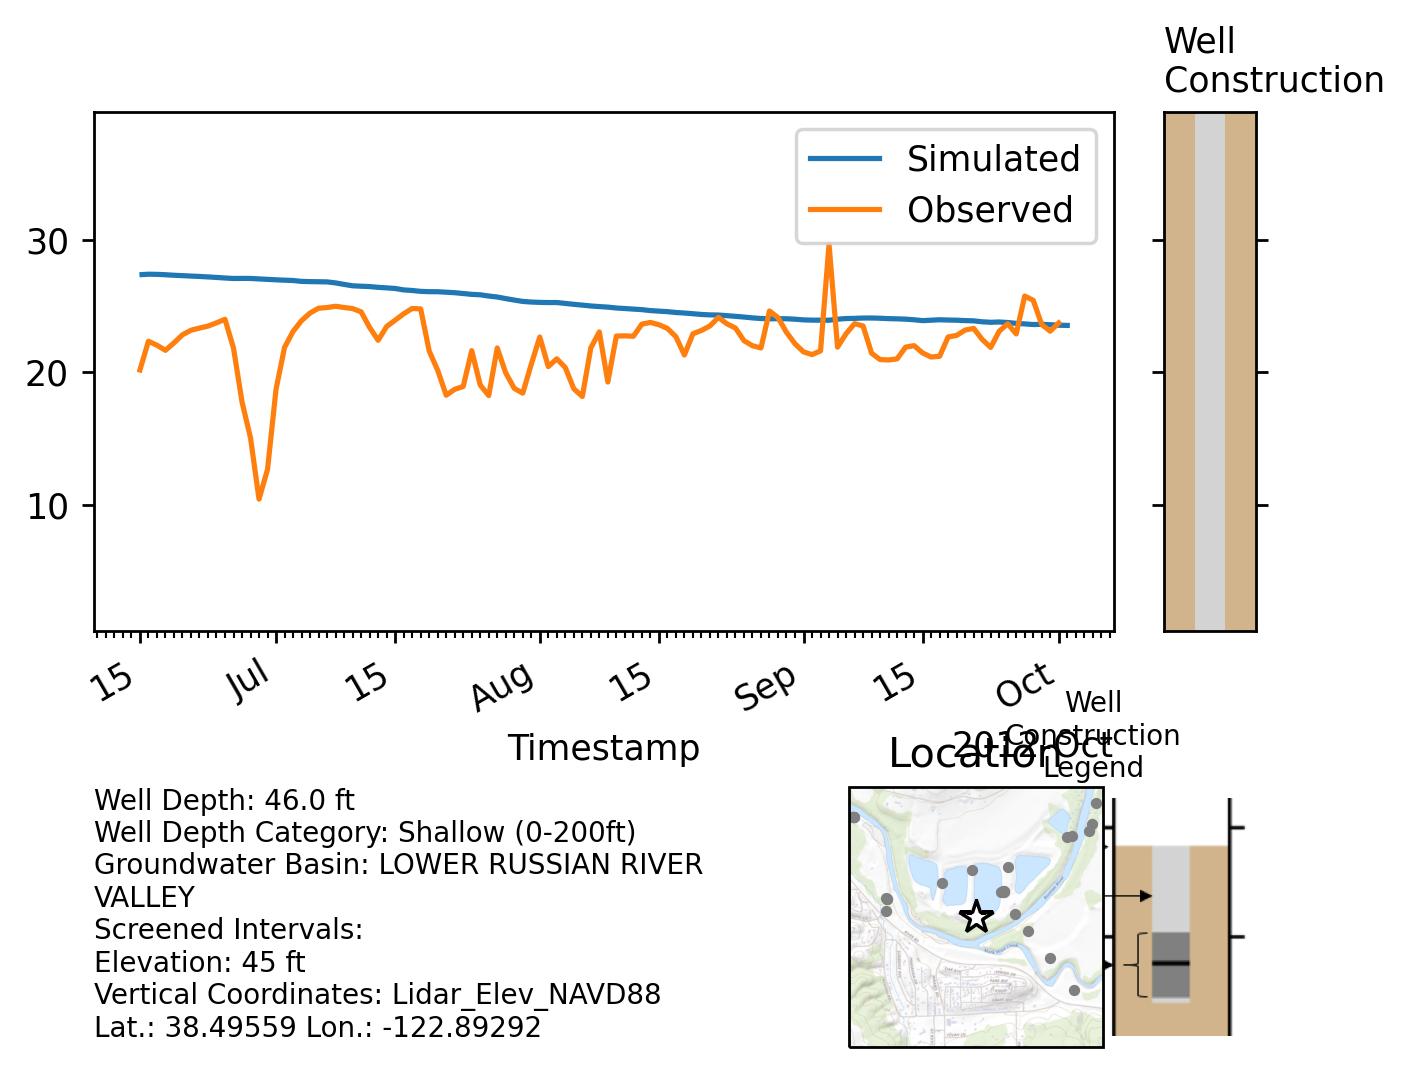 Well
Construction
Simulated
Observed
30
20
10
15
Jul
15
Aug
15
Sep
15
Oct
Timestamp
2012-Oct
Well
Construction
Legend
Location
Well Depth: 46.0 ft
Well Depth Category: Shallow (0-200ft)
Groundwater Basin: LOWER RUSSIAN RIVER
VALLEY
Screened Intervals:
Elevation: 45 ft
Vertical Coordinates: Lidar_Elev_NAVD88
Lat.: 38.49559 Lon.: -122.89292